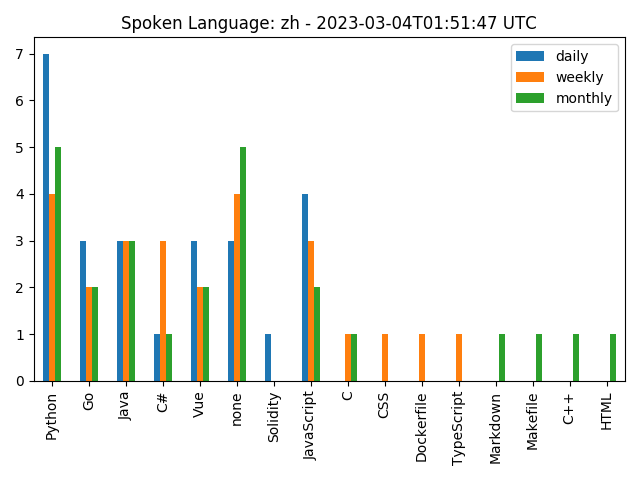 Spoken Language: zh - 2023-03-04T01:51:47 UTC
daily
weekly
monthly
7
6
5
4
3
2
1
0
Python
Go
Java
C#
Vue
none
Solidity
JavaScript
C
CSS
Dockerfile
TypeScript
Markdown
Makefile
C++
HTML